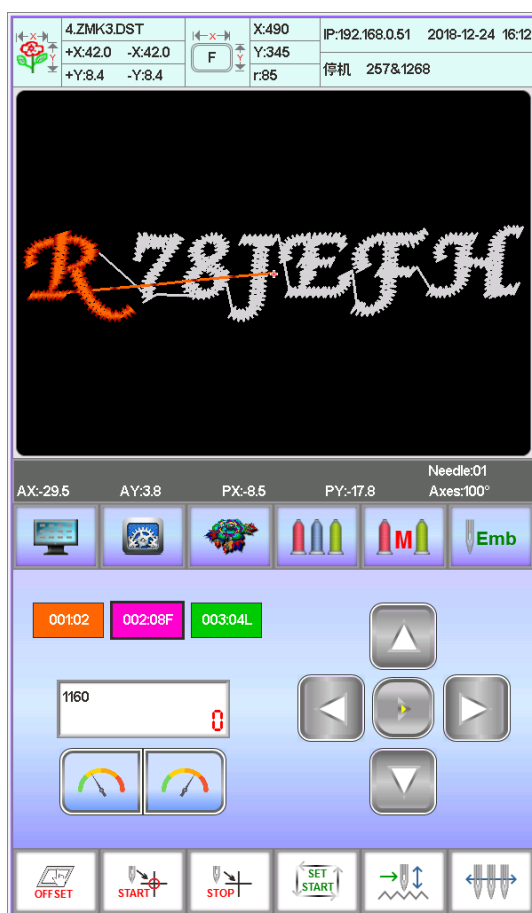 4.ZMK3.DST
+X:42.0 -X:42.0
+Y:8.4 -Y:8.4
X
Y
F
X
Y
X:490
Y:345
r:85
IP:192.168.0.51 2018-12-24 16:12
停机 257&1268
R 78JEFH
Needle:01
AX:-29.5 AY:3.8 PX:-8.5 PY:-17.8 Axes:100°
M
Emb
001:02 002:08F 003:04L
1160
0
OFFSET
START
STOP
SET
START